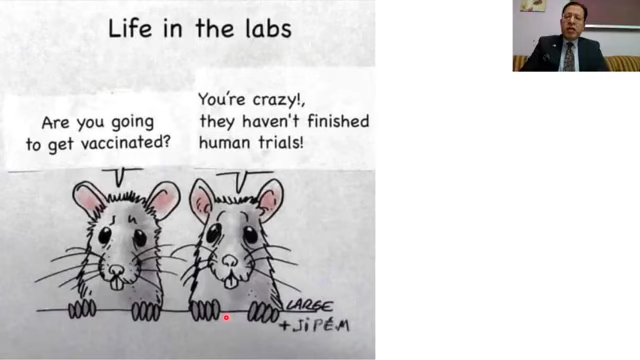 Life in the labs
You're crazy!,
they haven't finished
human trials!
Are you going
to get vaccinated?
LARGE
+JiPÉM